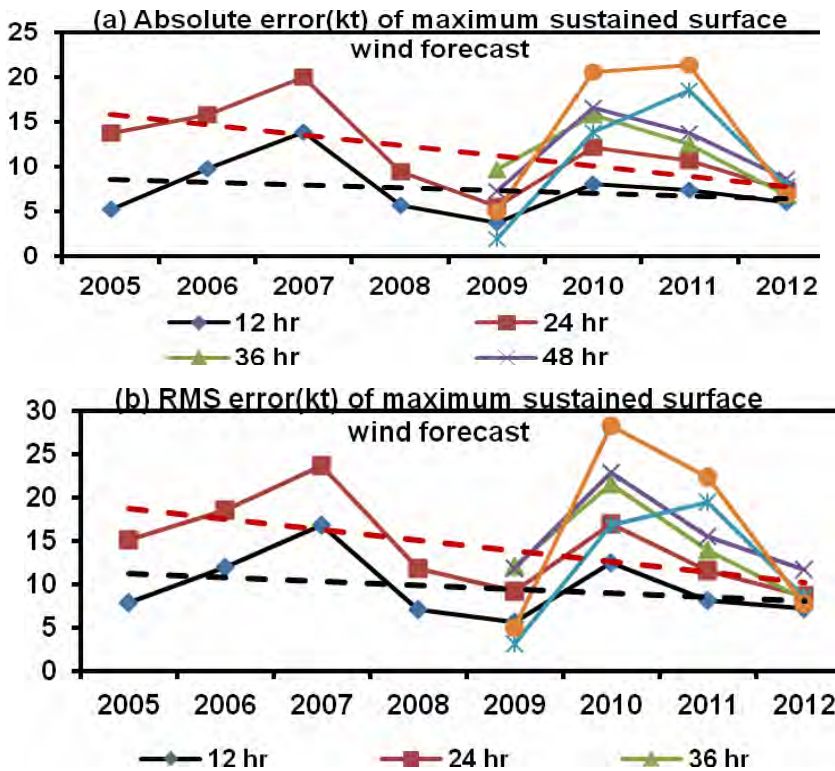 (a) Absolute error(kt) of maximum sustained surface
wind forecast
25
20
15
10
5
0
2005 2006 2007 2008 2009 2010 2011 2012
12 hr 24 hr
36 hr 48 hr
(b) RMS error(kt) of maximum sustained surface
wind forecast
30
25
20
15
10
5
0
2005 2006 2007 2008 2009 2010 2011 2012
12 hr 24 hr 36 hr